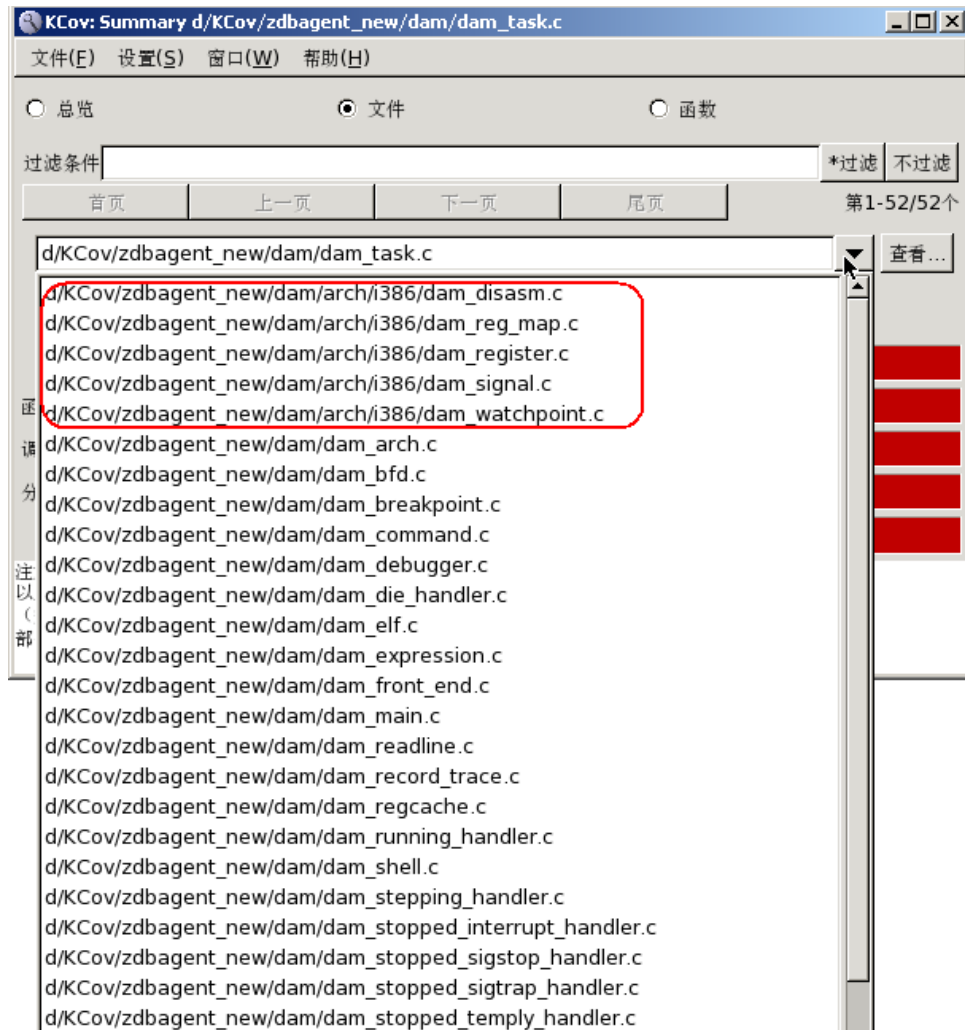 KCov: Summary d/KCov/zdbagent_new/dam/dam_task.c
文件(F) 设置(S) 窗口(W) 帮助(H)
总览 文件 函数
过滤条件 *过滤 不过滤
首页 上一页 下一页 尾页 第1-52/52个
d/KCov/zdbagent_new/dam/dam_task.c 查看...
d/KCov/zdbagent_new/dam/arch/i386/dam_disasm.c
d/KCov/zdbagent_new/dam/arch/i386/dam_reg_map.c
d/KCov/zdbagent_new/dam/arch/i386/dam_register.c
d/KCov/zdbagent_new/dam/arch/i386/dam_signal.c
函 d/KCov/zdbagent_new/dam/arch/i386/dam_watchpoint.c
调 d/KCov/zdbagent_new/dam/dam_arch.c
d/KCov/zdbagent_new/dam/dam_bfd.c
分 d/KCov/zdbagent_new/dam/dam_breakpoint.c
d/KCov/zdbagent_new/dam/dam_command.c
注 d/KCov/zdbagent_new/dam/dam_debugger.c
以 d/KCov/zdbagent_new/dam/dam_die_handler.c
( d/KCov/zdbagent_new/dam/dam_elf.c
部 d/KCov/zdbagent_new/dam/dam_expression.c
d/KCov/zdbagent_new/dam/dam_front_end.c
d/KCov/zdbagent_new/dam/dam_main.c
d/KCov/zdbagent_new/dam/dam_readline.c
d/KCov/zdbagent_new/dam/dam_record_trace.c
d/KCov/zdbagent_new/dam/dam_regcache.c
d/KCov/zdbagent_new/dam/dam_running_handler.c
d/KCov/zdbagent_new/dam/dam_shell.c
d/KCov/zdbagent_new/dam/dam_stepping_handler.c
d/KCov/zdbagent_new/dam/dam_stopped_interrupt_handler.c
d/KCov/zdbagent_new/dam/dam_stopped_sigstop_handler.c
d/KCov/zdbagent_new/dam/dam_stopped_sigtrap_handler.c
d/KCov/zdbagent_new/dam/dam_stopped_temply_handler.c